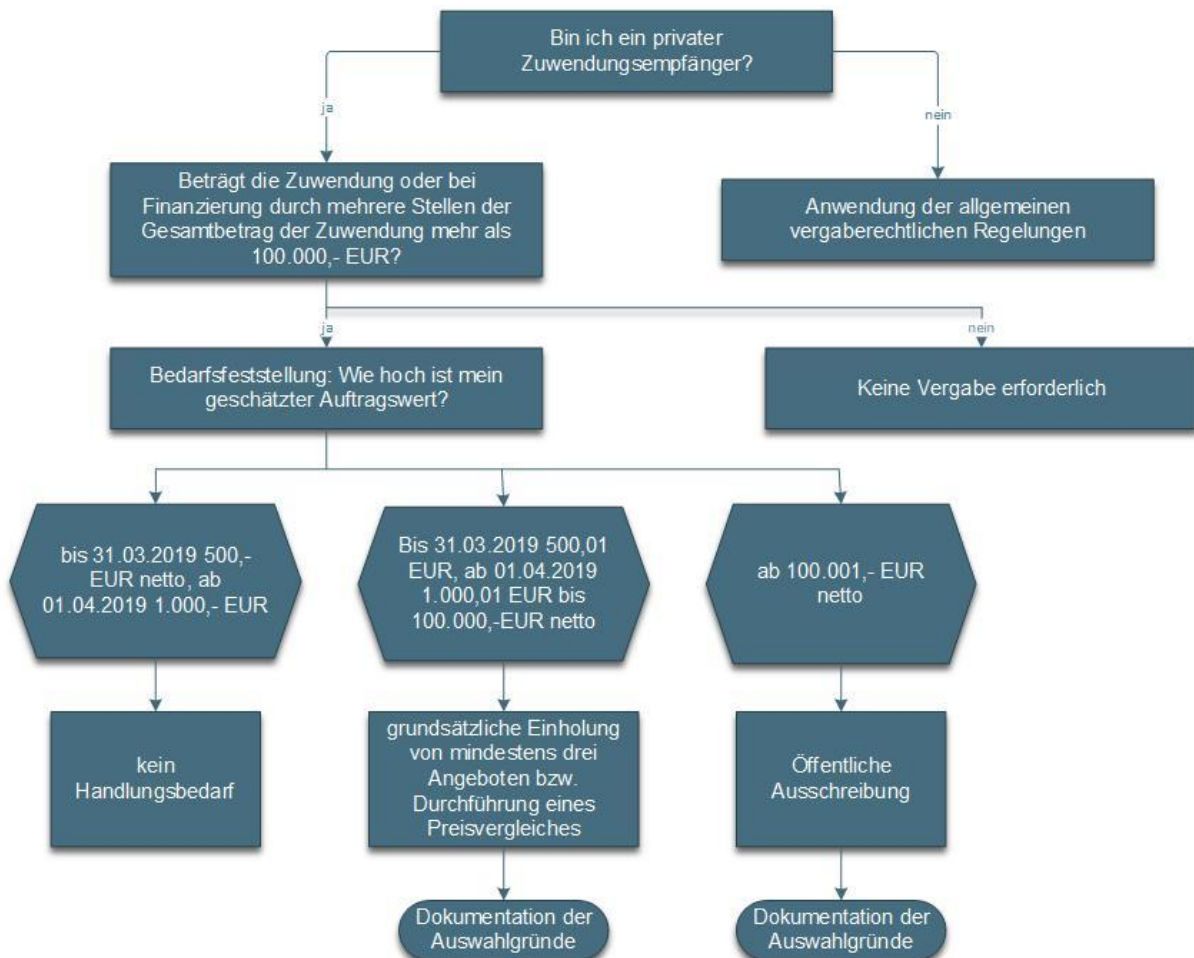 Bin ich ein privater
Zuwendungsempfänger?
ja
nein
Beträgt die Zuwendung oder bei
Finanzierung durch mehrere Stellen der
Gesamtbetrag der Zuwendung mehr als
100.000,- EUR?
Anwendung der allgemeinen
vergaberechtlichen Regelungen
ja
nein
Bedarfsfeststellung: Wie hoch ist mein
geschätzter Auftragswert?
Keine Vergabe erforderlich
bis 31.03.2019 500,-
EUR netto, ab
01.04.2019 1.000,- EUR
Bis 31.03.2019 500,01
EUR, ab 01.04.2019
1.000,01 EUR bis
100.000,-EUR netto
ab 100.001,- EUR
netto
kein
Handlungsbedarf
grundsätzliche Einholung
von mindestens drei
Angeboten bzw.
Durchführung eines
Preisvergleiches
Öffentliche
Ausschreibung
Dokumentation der
Auswahlgründe
Dokumentation der
Auswahlgründe